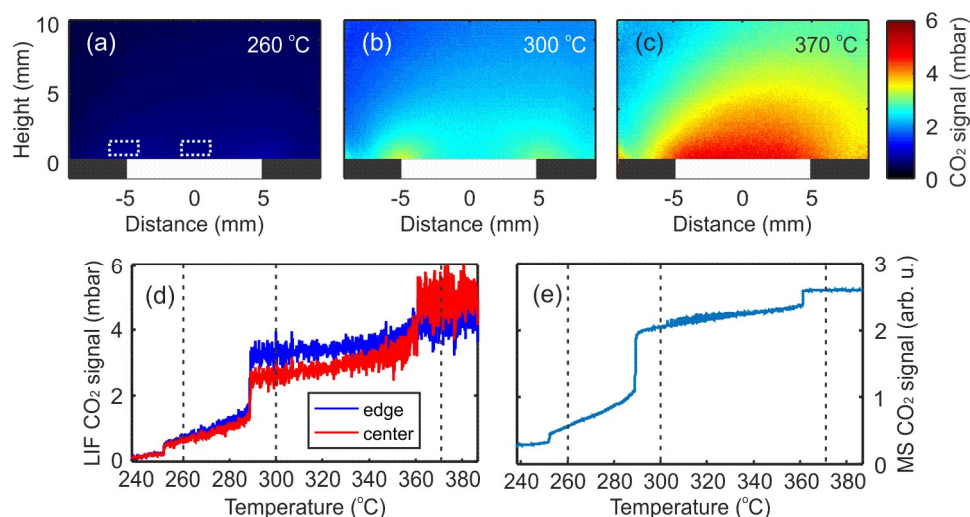 10
5
0
Height (mm)
(a)
260 °C
(b)
300 °C
(c)
370 °C
6
4
2
0
CO₂ signal (mbar)
-5 0 5
Distance (mm)
-5 0 5
Distance (mm)
-5 0 5
Distance (mm)
6
4
2
0
LIF CO₂ signal (mbar)
(d)
edge
center
240 260 280 300 320 340 360 380
Temperature (°C)
(e)
3
2
1
0
MS CO₂ signal (arb. u.)
240 260 280 300 320 340 360 380
Temperature (°C)